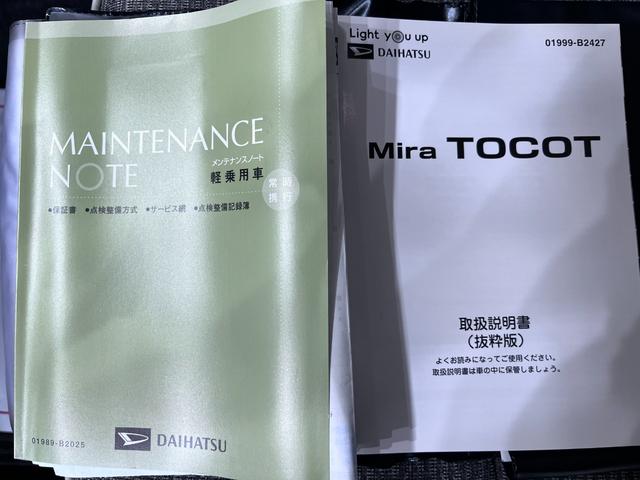 MAINTENANCE
NOTE
メンテナンスノート
軽乗用車
常時
携行
●保証書 ●点検整備方式 ●サービス網 ●点検整備記録簿
01989-B2025
DAIHATSU
Light you up
DAIHATSU
01999-B2427
Mira TOCOT
取扱説明書
(抜粋版)
よくお読みになってご使用ください。
取扱説明書は車の中に保管しましょう。